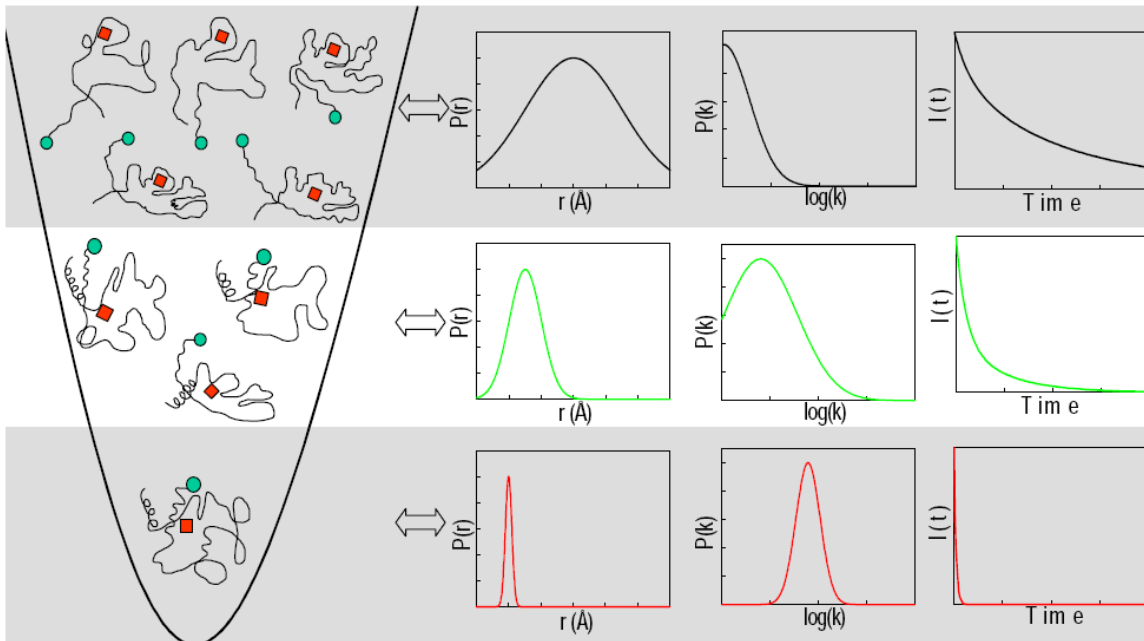 P(r)
r (Å)
P(k)
log(k)
I (t)
T im e
P(r)
r (Å)
P(k)
log(k)
I (t)
T im e
P(r)
r (Å)
P(k)
log(k)
I (t)
T im e